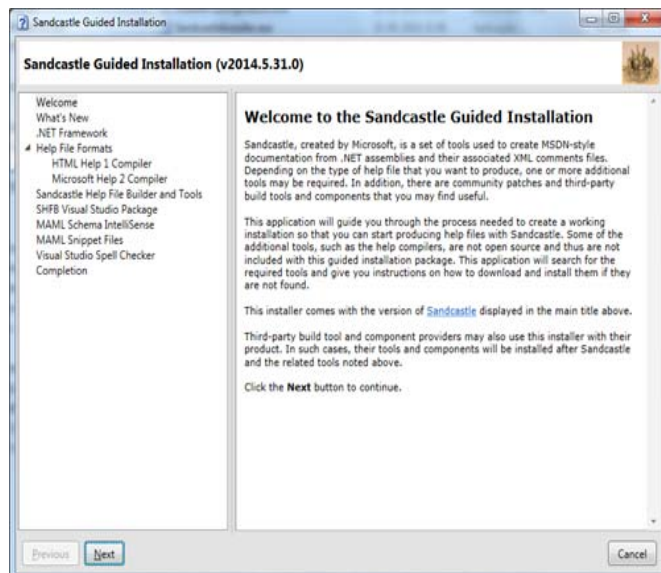 Sandcastle Guided Installation
Sandcastle Guided Installation (v2014.5.31.0)
Welcome
What's New
.NET Framework
Help File Formats
HTML Help 1 Compiler
Microsoft Help 2 Compiler
Sandcastle Help File Builder and Tools
SHFB Visual Studio Package
MAML Schema IntelliSense
MAML Snippet Files
Visual Studio Spell Checker
Completion
Welcome to the Sandcastle Guided Installation
Sandcastle, created by Microsoft, is a set of tools used to create MSDN-style
documentation from .NET assemblies and their associated XML comments files.
Depending on the type of help file that you want to produce, one or more additional
tools may be required. In addition, there are community patches and third-party
build tools and components that you may find useful.
This application will guide you through the process needed to create a working
installation so that you can start producing help files with Sandcastle. Some of the
additional tools, such as the help compilers, are not open source and thus are not
included with this guided installation package. This application will search for the
required tools and give you instructions on how to download and install them if they
are not found.
This installer comes with the version of Sandcastle displayed in the main title above.
Third-party build tool and component providers may also use this installer with their
product. In such cases, their tools and components will be installed after Sandcastle
and the related tools noted above.
Click the Next button to continue.
Previous
Next
Cancel